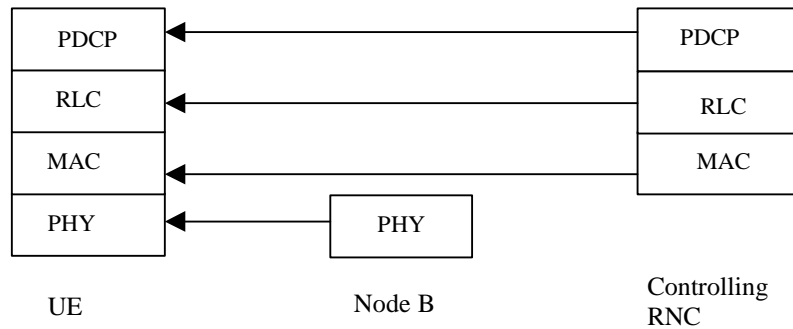 PDCP
PDCP
RLC
RLC
MAC
MAC
PHY
PHY
UE
Node B
Controlling
RNC